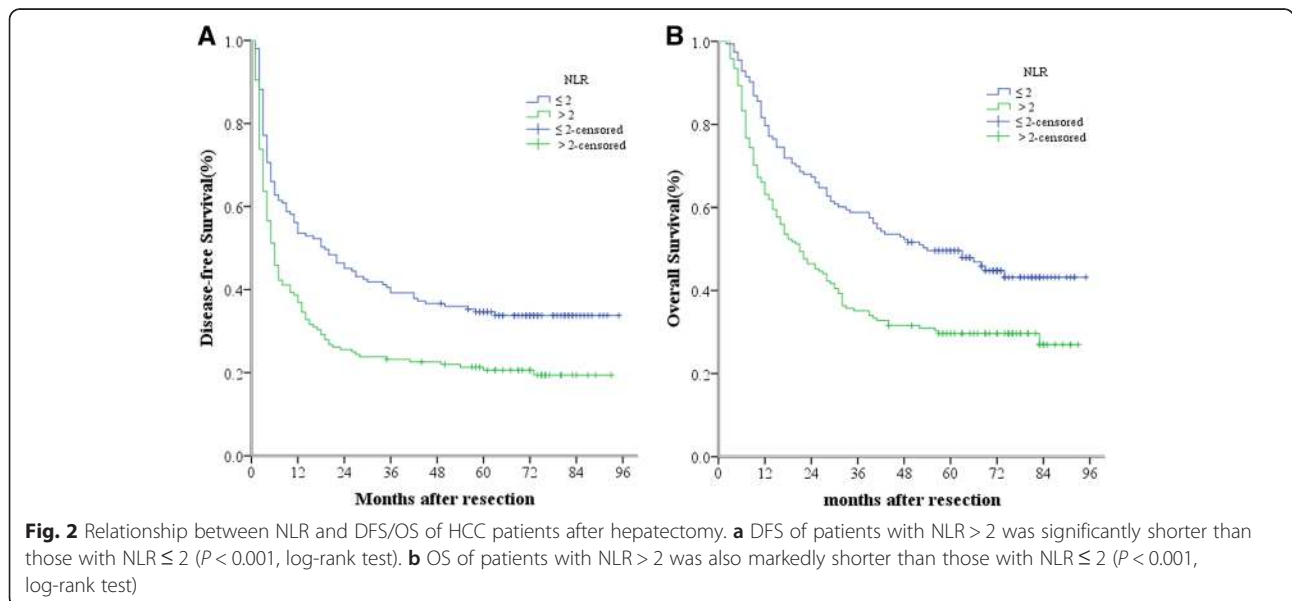 A
1.0
0.8
0.6
0.4
0.2
0.0
Disease-free Survival(%)
NLR
≤ 2
> 2
≤ 2-censored
> 2-censored
0 12 24 36 48 60 72 84 96
Months after resection
B
1.0
0.8
0.6
0.4
0.2
0.0
Overall Survival(%)
NLR
≤ 2
> 2
≤ 2-censored
> 2-censored
0 12 24 36 48 60 72 84 96
months after resection
Fig. 2 Relationship between NLR and DFS/OS of HCC patients after hepatectomy. a DFS of patients with NLR > 2 was significantly shorter than
those with NLR ≤ 2 (P < 0.001, log-rank test). b OS of patients with NLR > 2 was also markedly shorter than those with NLR ≤ 2 (P < 0.001,
log-rank test)